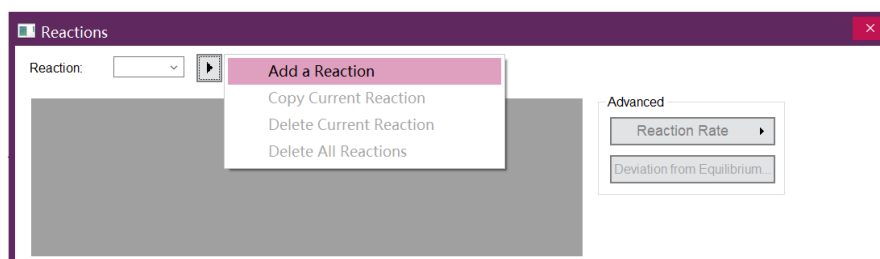 Reactions
Reaction:
Add a Reaction
Copy Current Reaction
Delete Current Reaction
Delete All Reactions
Advanced
Reaction Rate
Deviation from Equilibrium...